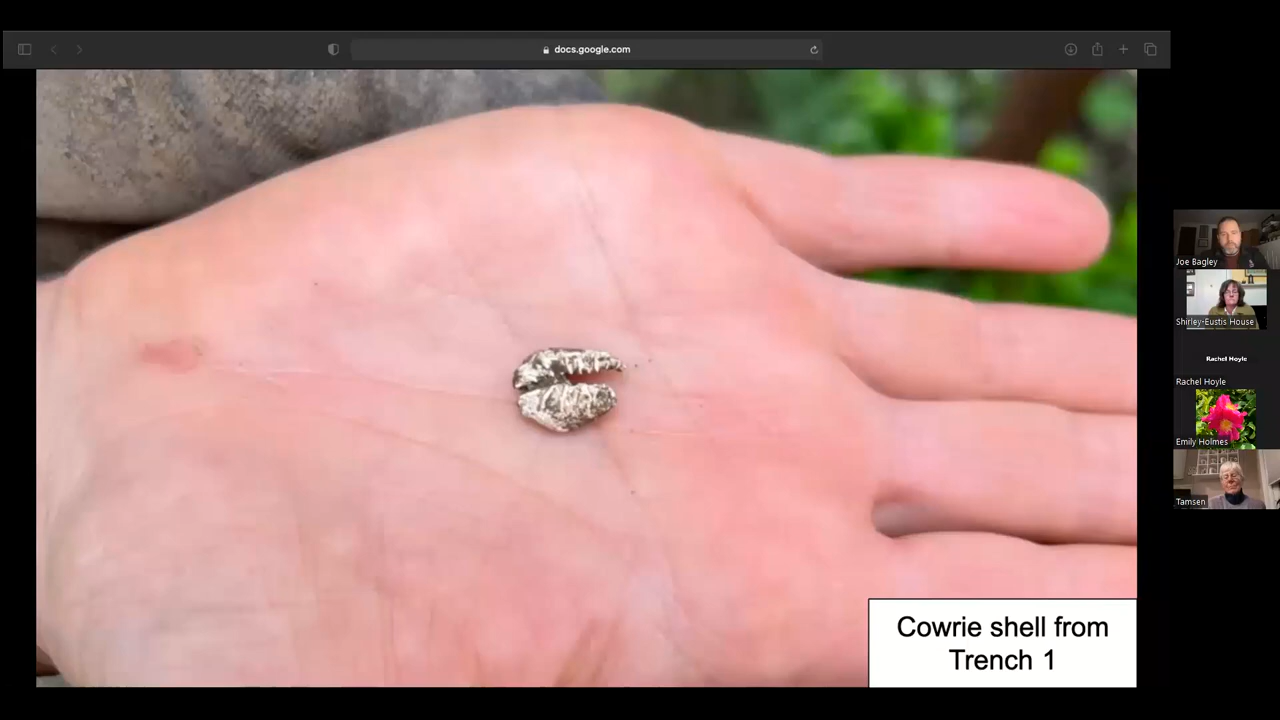 docs.google.com
Joe Bagley
Shirley-Eustis House
Rachel Hoyle
Rachel Hoyle
Emily Holmes
Tamsen
Cowrie shell from
Trench 1